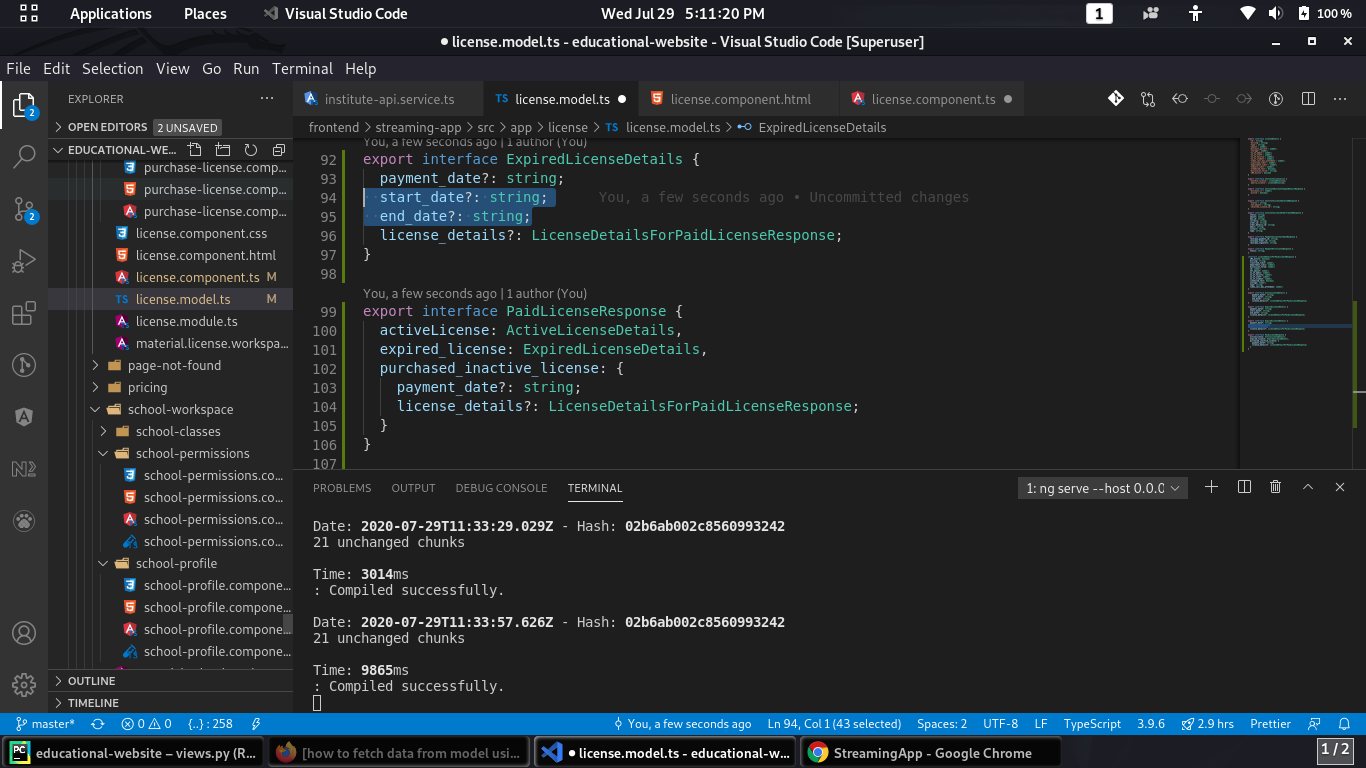 Applications Places Visual Studio Code Wed Jul 29 5:11:20 PM 1 100 %
● license.model.ts - educational-website - Visual Studio Code [Superuser]
File Edit Selection View Go Run Terminal Help
EXPLORER ···
OPEN EDITORS 2 UNSAVED
EDUCATIONAL-WE...
purchase-license.comp...
purchase-license.comp...
purchase-license.comp...
license.component.css
license.component.html
license.component.ts M
license.model.ts M
license.module.ts
material.license.workspa...
page-not-found
pricing
school-workspace
school-classes
school-permissions
school-permissions.co...
school-permissions.co...
school-permissions.co...
school-permissions.co...
school-profile
school-profile.compone...
school-profile.compone...
school-profile.compone...
school-profile.compone...
OUTLINE
TIMELINE
2
2
institute-api.service.ts license.model.ts ● license.component.html license.component.ts ●
frontend > streaming-app > src > app > license > TS license.model.ts > ExpiredLicenseDetails
You, a few seconds ago | 1 author (You)
92 export interface ExpiredLicenseDetails {
93 payment_date?: string;
94 start_date?: string; You, a few seconds ago • Uncommitted changes
95 end_date?: string;
96 license_details?: LicenseDetailsForPaidLicenseResponse;
97 }
98
You, a few seconds ago | 1 author (You)
99 export interface PaidLicenseResponse {
100 activeLicense: ActiveLicenseDetails,
101 expired_license: ExpiredLicenseDetails,
102 purchased_inactive_license: {
103 payment_date?: string;
104 license_details?: LicenseDetailsForPaidLicenseResponse;
105 }
106 }
107
PROBLEMS OUTPUT DEBUG CONSOLE TERMINAL 1: ng serve --host 0.0.0
Date: 2020-07-29T11:33:29.029Z - Hash: 02b6ab002c8560993242
21 unchanged chunks
Time: 3014ms
: Compiled successfully.
Date: 2020-07-29T11:33:57.626Z - Hash: 02b6ab002c8560993242
21 unchanged chunks
Time: 9865ms
: Compiled successfully.
master* 0 0 {..} : 258 You, a few seconds ago Ln 94, Col 1 (43 selected) Spaces: 2 UTF-8 LF TypeScript 3.9.6 2.9 hrs Prettier
educational-website – views.py (R... [how to fetch data from model usi... ● license.model.ts - educational-w... StreamingApp - Google Chrome 1 / 2